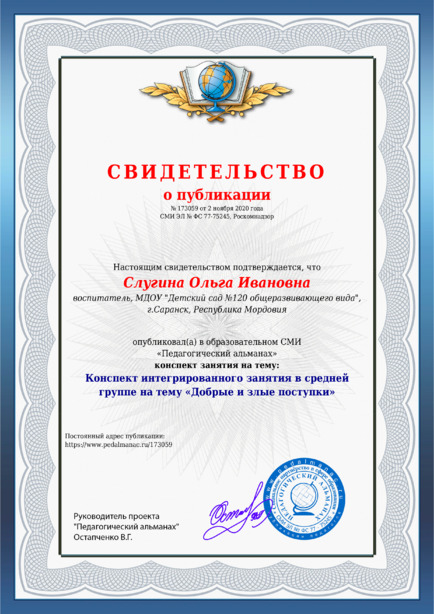 СВИДЕТЕЛЬСТВО
о публикации
№ 173059 от 2 ноября 2020 года
СМИ ЭЛ № ФС 77-75245, Роскомнадзор
Настоящим свидетельством подтверждается, что
Слугина Ольга Ивановна
воспитатель, МДОУ "Детский сад №120 общеразвивающего вида",
г.Саранск, Республика Мордовия
опубликовал(а) в образовательном СМИ
«Педагогический альманах»
конспект занятия на тему:
Конспект интегрированного занятия в средней
группе на тему «Добрые и злые поступки»
Постоянный адрес публикации:
https://www.pedalmanac.ru/173059
Руководитель проекта
"Педагогический альманах"
Остапченко В.Г.
www.pedalmanac.ru
ПЕДАГОГИЧЕСКИЙ АЛЬМАНАХ